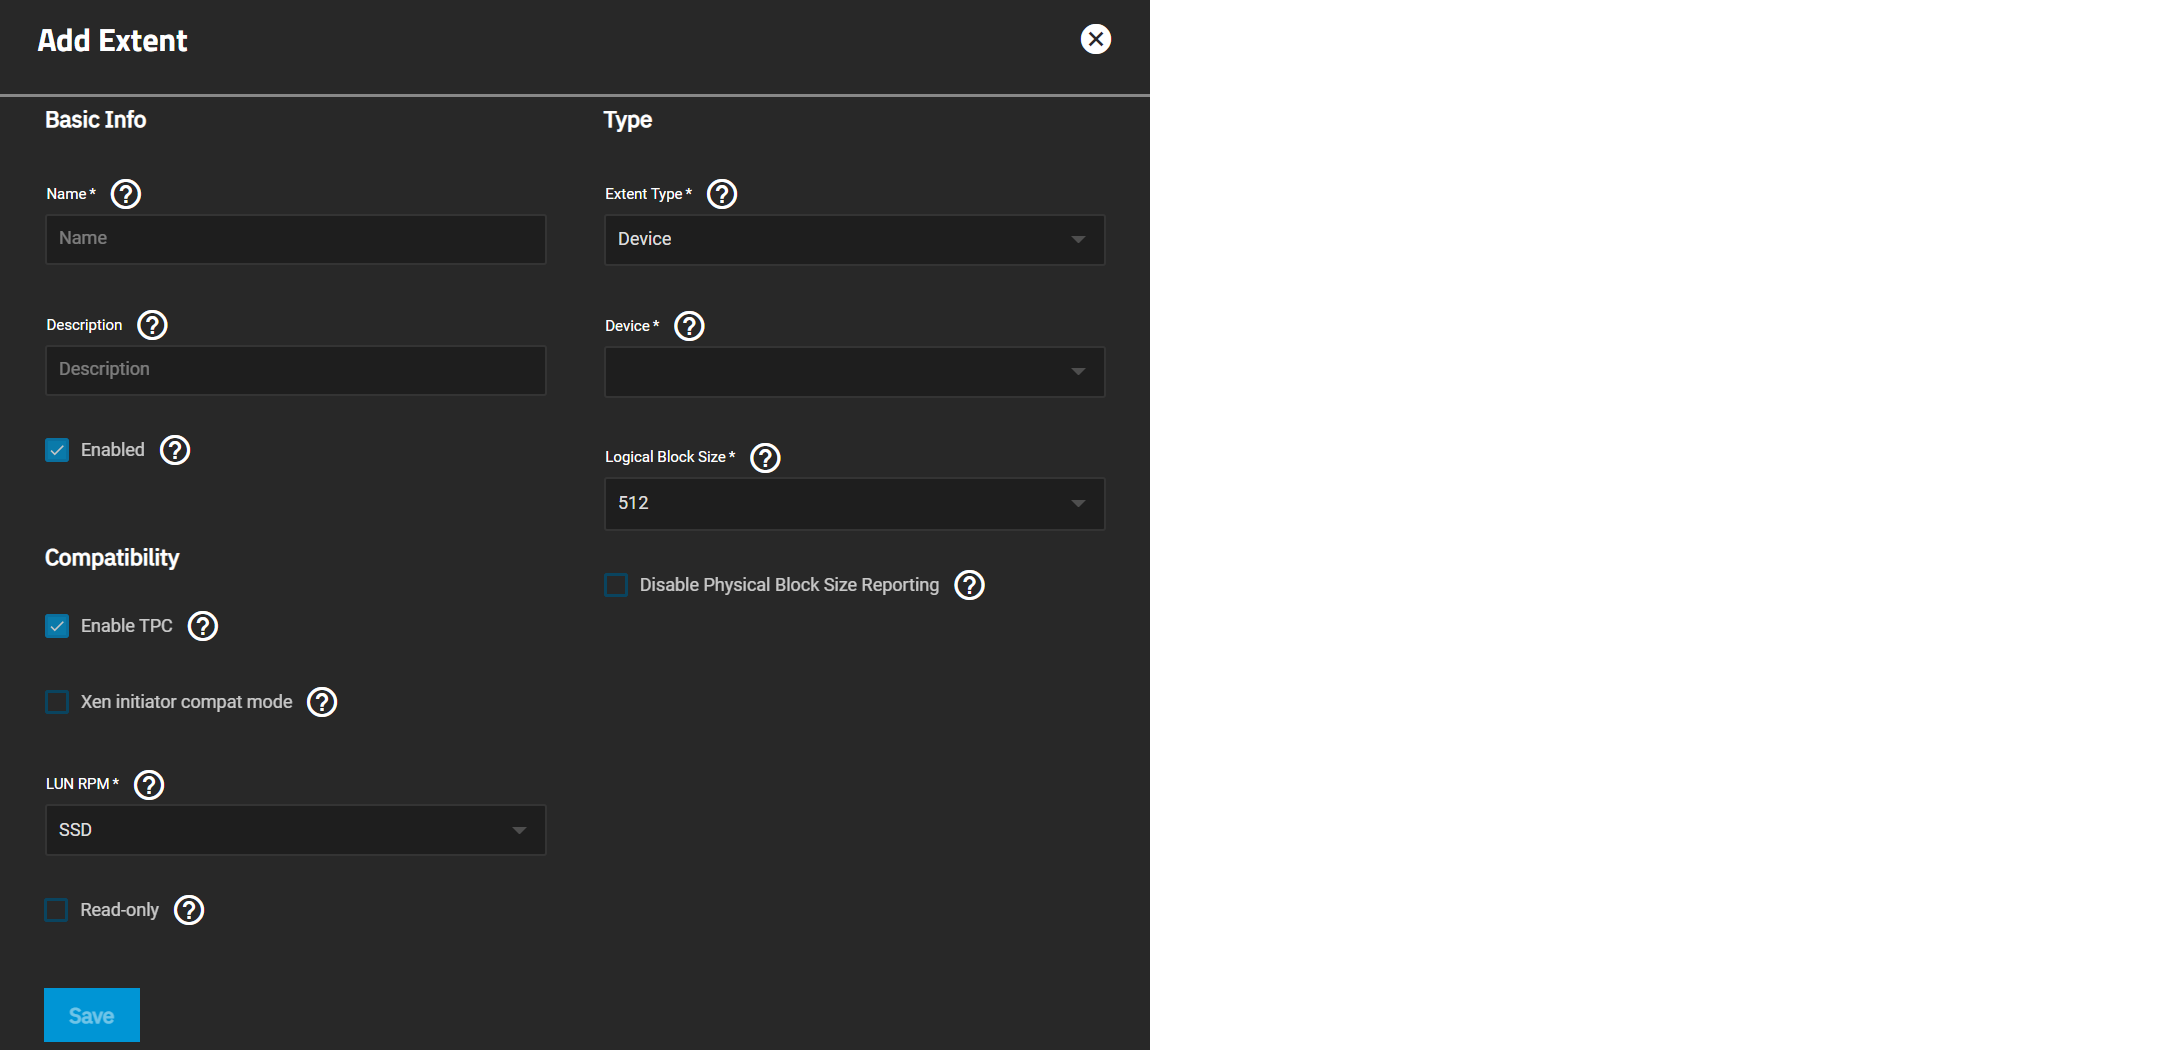 Add Extent
Basic Info
Name *
Name
Description
Description
Enabled
Compatibility
Enable TPC
Xen initiator compat mode
LUN RPM *
SSD
Read-only
Save
Type
Extent Type *
Device
Device *
Logical Block Size *
512
Disable Physical Block Size Reporting